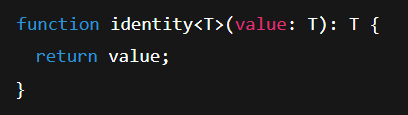 function identity<T>(value: T): T {
  return value;
}